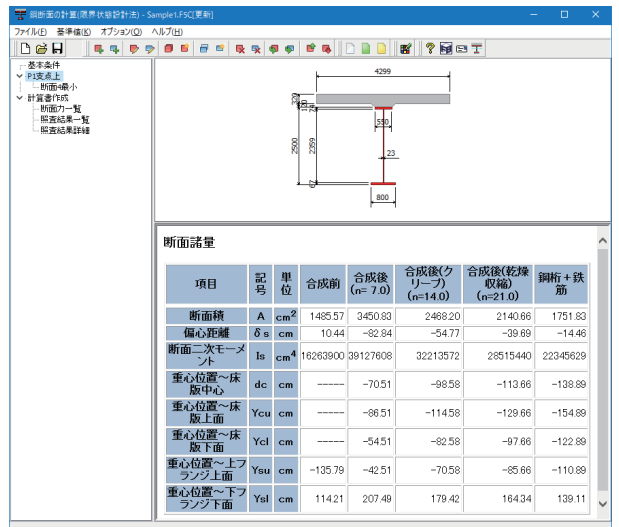 鋼断面の計算(限界状態設計法) - Sample1.F5C[更新]
ファイル(F) 基準値(K) オプション(O) ヘルプ(H)
基本条件
P1支点上
断面4最小
計算書作成
断面力一覧
照査結果一覧
照査結果詳細
4299
320
120
74
550
2500
2359
23
67
800
断面諸量
項目 記号 単位 合成前 合成後(n= 7.0) 合成後(クリープ)(n=14.0) 合成後(乾燥収縮)(n=21.0) 鋼桁+鉄筋
断面積 A cm2 1485.57 3450.83 2468.20 2140.66 1751.83
偏心距離 δs cm 10.44 -82.84 -54.77 -39.69 -14.46
断面二次モーメント Is cm4 16263900 39127608 32213572 28515440 22345629
重心位置~床版中心 dc cm ----- -70.51 -98.58 -113.66 -138.89
重心位置~床版上面 Ycu cm ----- -86.51 -114.58 -129.66 -154.89
重心位置~床版下面 Ycl cm ----- -54.51 -82.58 -97.66 -122.89
重心位置~上フランジ上面 Ysu cm -135.79 -42.51 -70.58 -85.66 -110.89
重心位置~下フランジ下面 Ysl cm 114.21 207.49 179.42 164.34 139.11